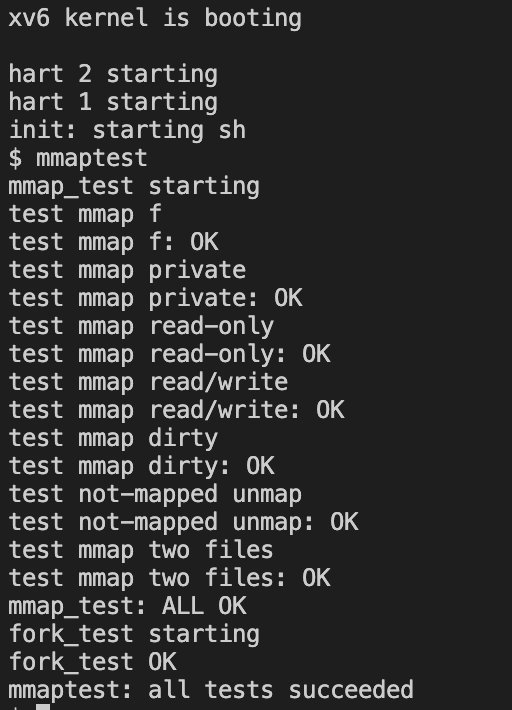 xv6 kernel is booting
hart 2 starting
hart 1 starting
init: starting sh
$ mmaptest
mmap_test starting
test mmap f
test mmap f: OK
test mmap private
test mmap private: OK
test mmap read-only
test mmap read-only: OK
test mmap read/write
test mmap read/write: OK
test mmap dirty
test mmap dirty: OK
test not-mapped unmap
test not-mapped unmap: OK
test mmap two files
test mmap two files: OK
mmap_test: ALL OK
fork_test starting
fork_test OK
mmaptest: all tests succeeded
$